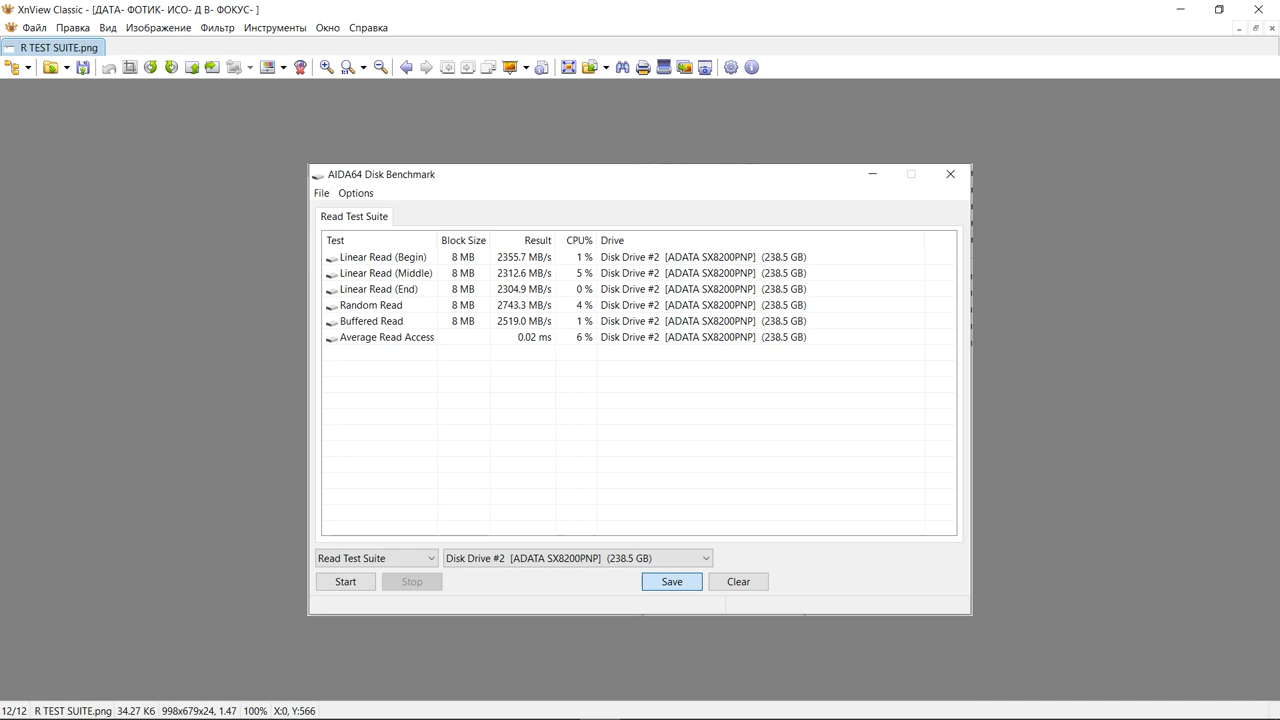 XnView Classic - [ДАТА- ФОТИК- ИСО- Д В- ФОКУС- ]
Файл Правка Вид Изображение Фильтр Инструменты Окно Справка
R TEST SUITE.png
AIDA64 Disk Benchmark
File Options
Read Test Suite
Test Block Size Result CPU% Drive
Linear Read (Begin) 8 MB 2355.7 MB/s 1 % Disk Drive #2 [ADATA SX8200PNP] (238.5 GB)
Linear Read (Middle) 8 MB 2312.6 MB/s 5 % Disk Drive #2 [ADATA SX8200PNP] (238.5 GB)
Linear Read (End) 8 MB 2304.9 MB/s 0 % Disk Drive #2 [ADATA SX8200PNP] (238.5 GB)
Random Read 8 MB 2743.3 MB/s 4 % Disk Drive #2 [ADATA SX8200PNP] (238.5 GB)
Buffered Read 8 MB 2519.0 MB/s 1 % Disk Drive #2 [ADATA SX8200PNP] (238.5 GB)
Average Read Access 0.02 ms 6 % Disk Drive #2 [ADATA SX8200PNP] (238.5 GB)
Read Test Suite Disk Drive #2 [ADATA SX8200PNP] (238.5 GB)
Start Stop Save Clear
12/12 R TEST SUITE.png 34.27 Кб 998x679x24, 1.47 100% X:0, Y:566